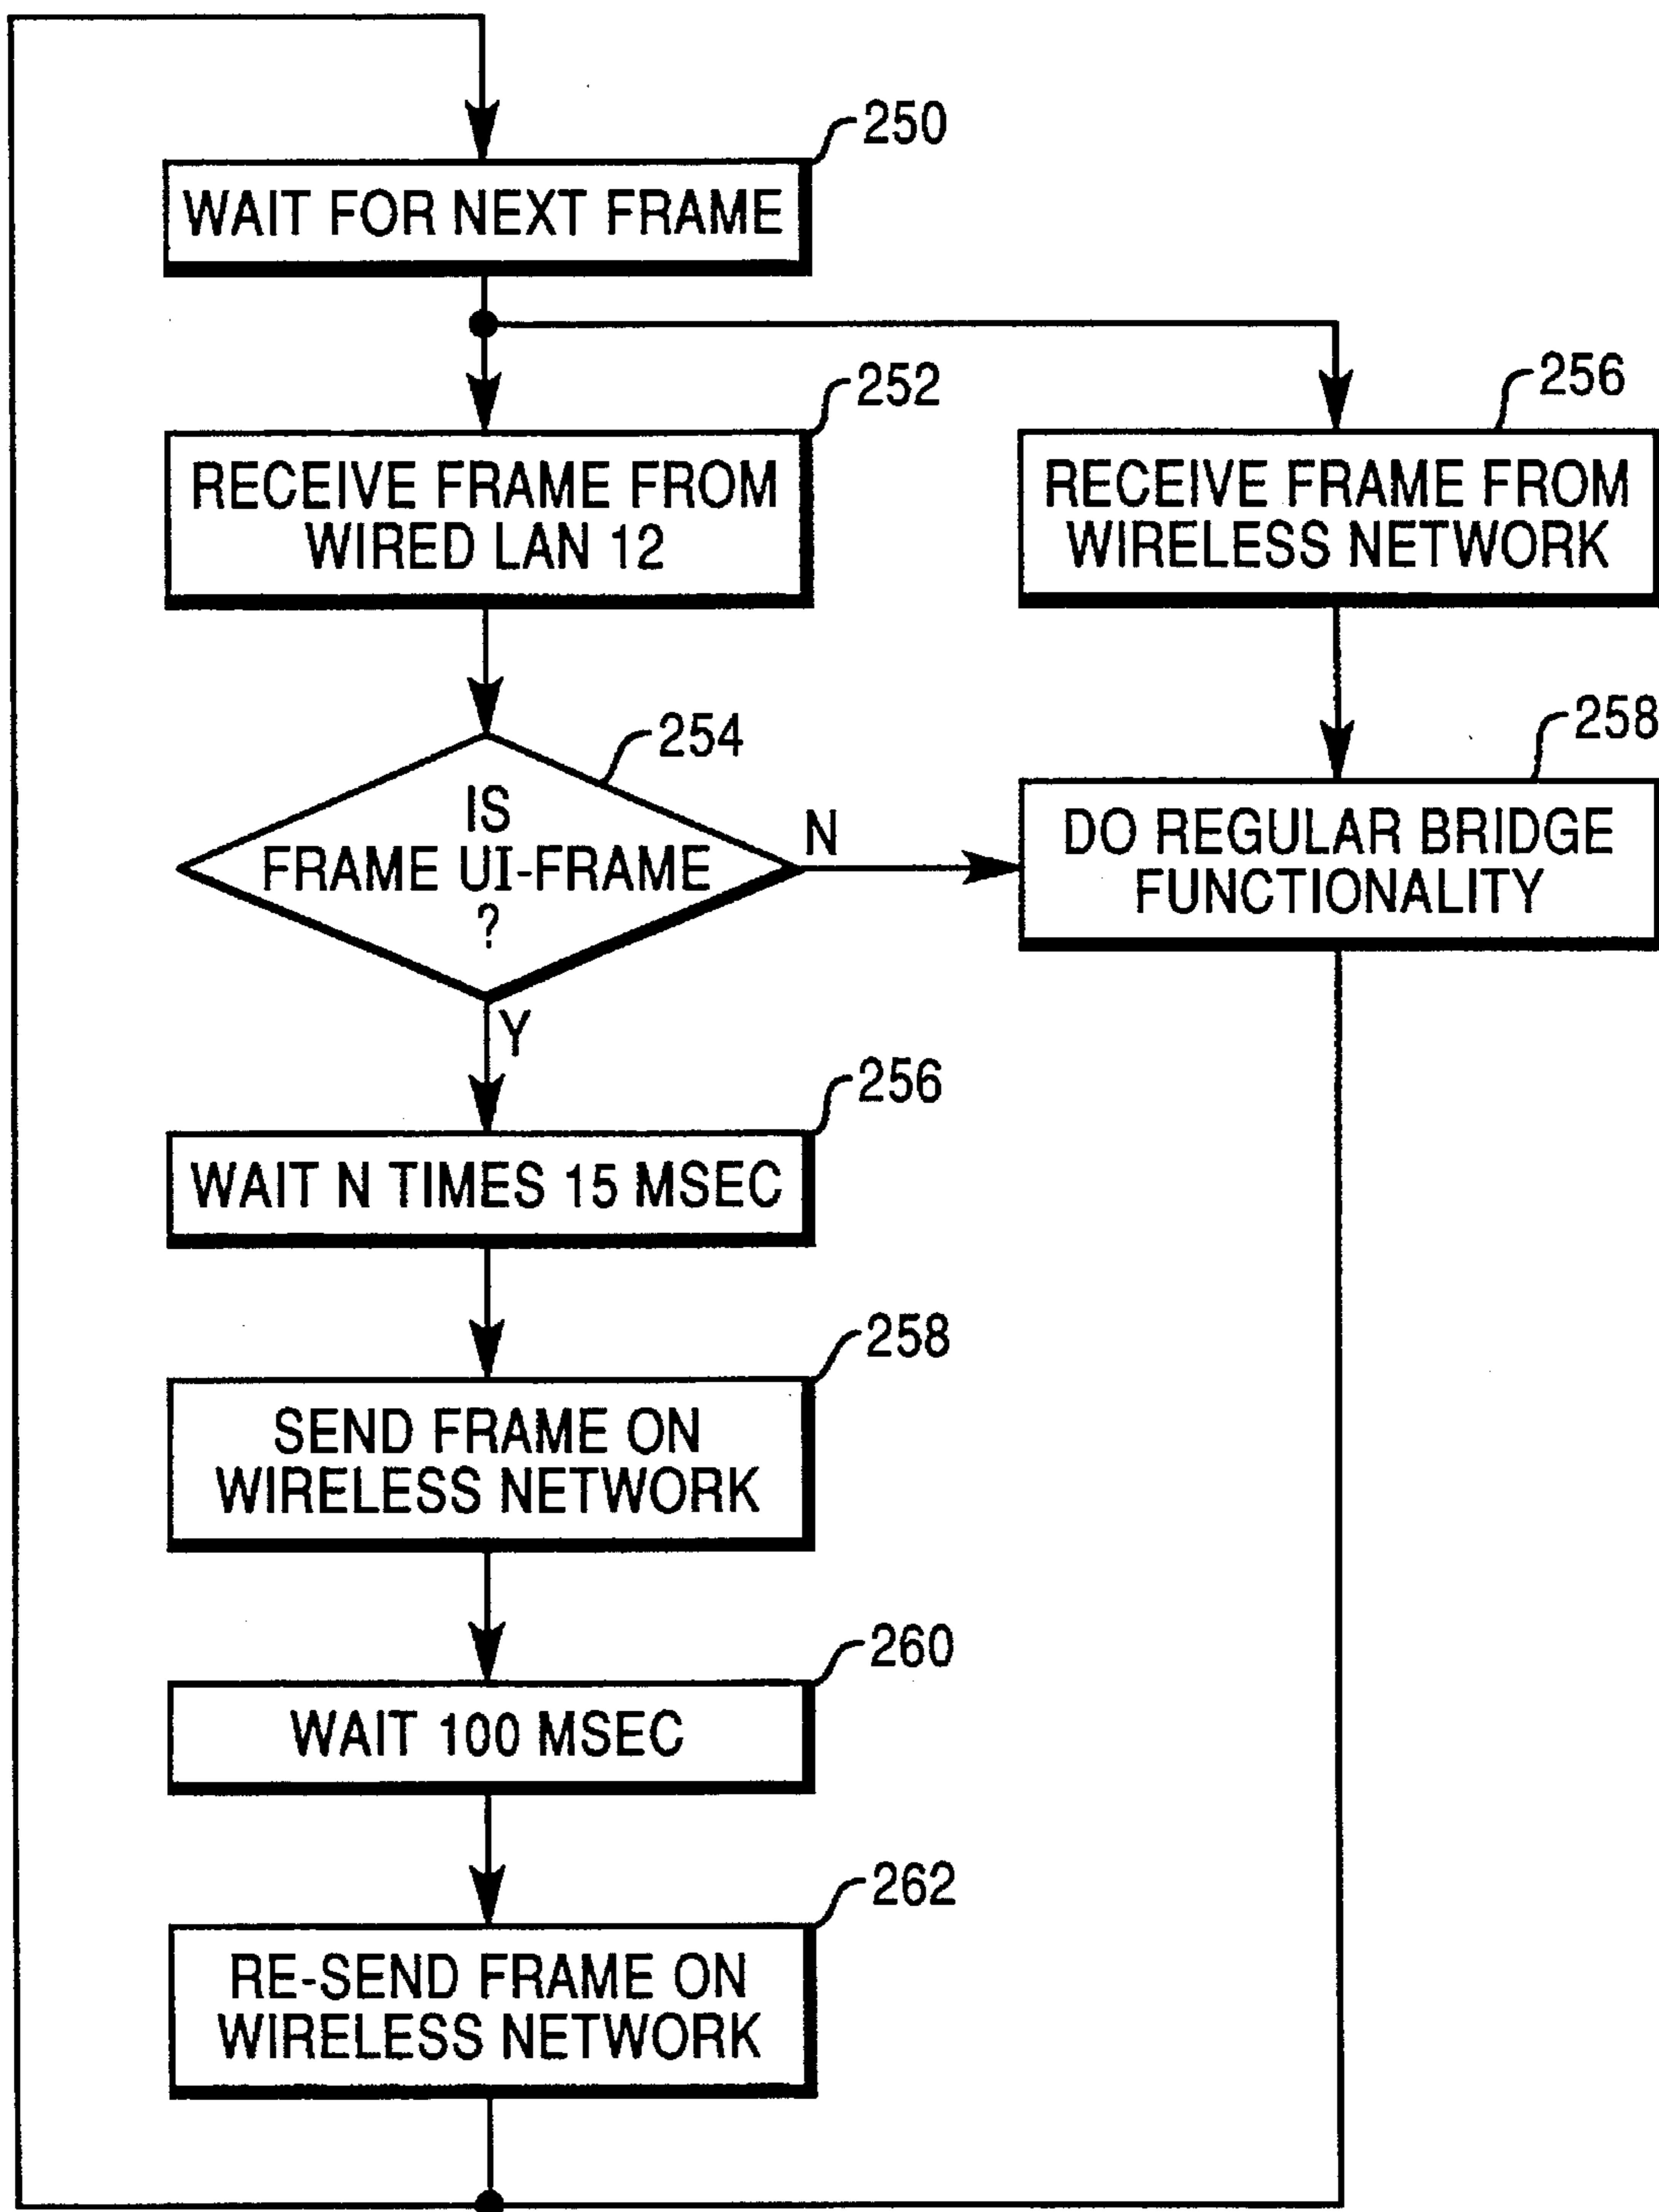 250
WAIT FOR NEXT FRAME
252
RECEIVE FRAME FROM
WIRED LAN 12
256
RECEIVE FRAME FROM
WIRELESS NETWORK
254
IS
FRAME UI-FRAME
?
N
258
DO REGULAR BRIDGE
FUNCTIONALITY
Y
256
WAIT N TIMES 15 MSEC
258
SEND FRAME ON
WIRELESS NETWORK
260
WAIT 100 MSEC
262
RE-SEND FRAME ON
WIRELESS NETWORK